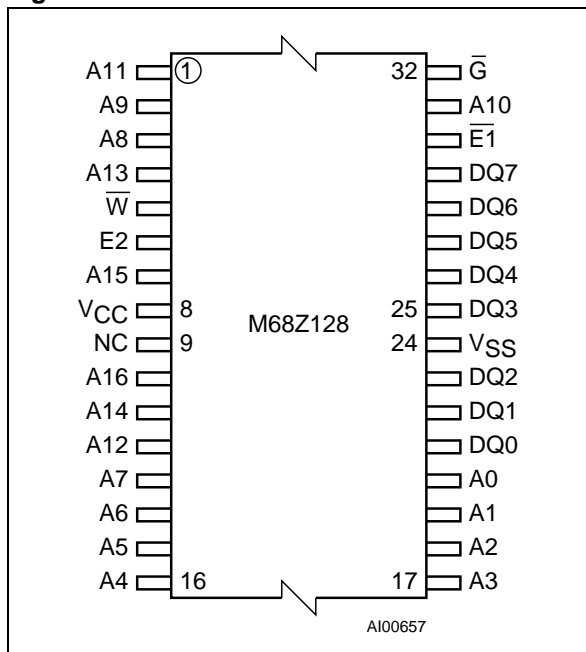 A11 ① 32 G̅
A9 A10
A8 E̅1̅
A13 DQ7
W̅ DQ6
E2 DQ5
A15 DQ4
VCC 8 25 DQ3
M68Z128
NC 9 24 VSS
A16 DQ2
A14 DQ1
A12 DQ0
A7 A0
A6 A1
A5 A2
A4 16 17 A3
AI00657